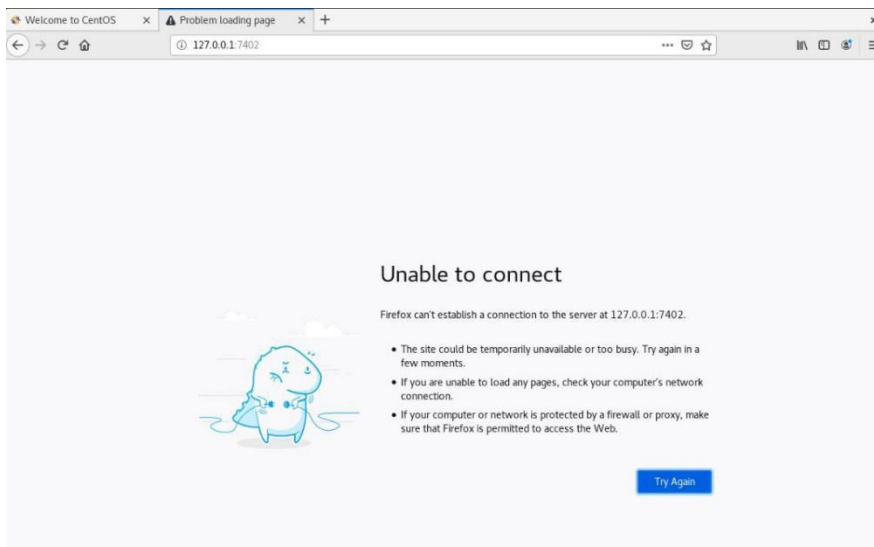 Welcome to CentOS
Problem loading page
127.0.0.1:7402
Unable to connect
Firefox can't establish a connection to the server at 127.0.0.1:7402.
The site could be temporarily unavailable or too busy. Try again in a
few moments.
If you are unable to load any pages, check your computer's network
connection.
If your computer or network is protected by a firewall or proxy, make
sure that Firefox is permitted to access the Web.
Try Again